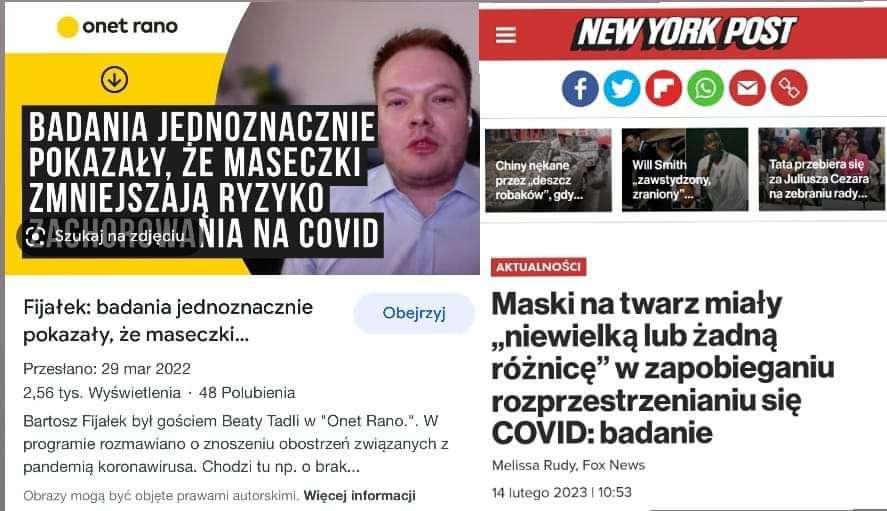 onet rano
BADANIA JEDNOZNACZNIE
POKAZAŁY, ŻE MASECZKI
ZMNIEJSZAJĄ RYZYKO
ZACHOROWANIA NA COVID
Szukaj na zdjęciu
Fijałek: badania jednoznacznie
pokazały, że maseczki...
Obejrzyj
Przesłano: 29 mar 2022
2,56 tys. Wyświetlenia · 48 Polubienia
Bartosz Fijałek był gościem Beaty Tadli w "Onet Rano.". W
programie rozmawiano o znoszeniu obostrzeń związanych z
pandemią koronawirusa. Chodzi tu np. o brak...
Obrazy mogą być objęte prawami autorskimi. Więcej informacji
NEW YORK POST
Chiny nękane
przez „deszcz
robaków”, gdy...
Will Smith
„zawstydzony,
zraniony”...
Tata przebiera się
za Juliusza Cezara
na zebraniu rady...
AKTUALNOŚCI
Maski na twarz miały
„niewielką lub żadną
różnicę” w zapobieganiu
rozprzestrzenianiu się
COVID: badanie
Melissa Rudy, Fox News
14 lutego 2023 | 10:53